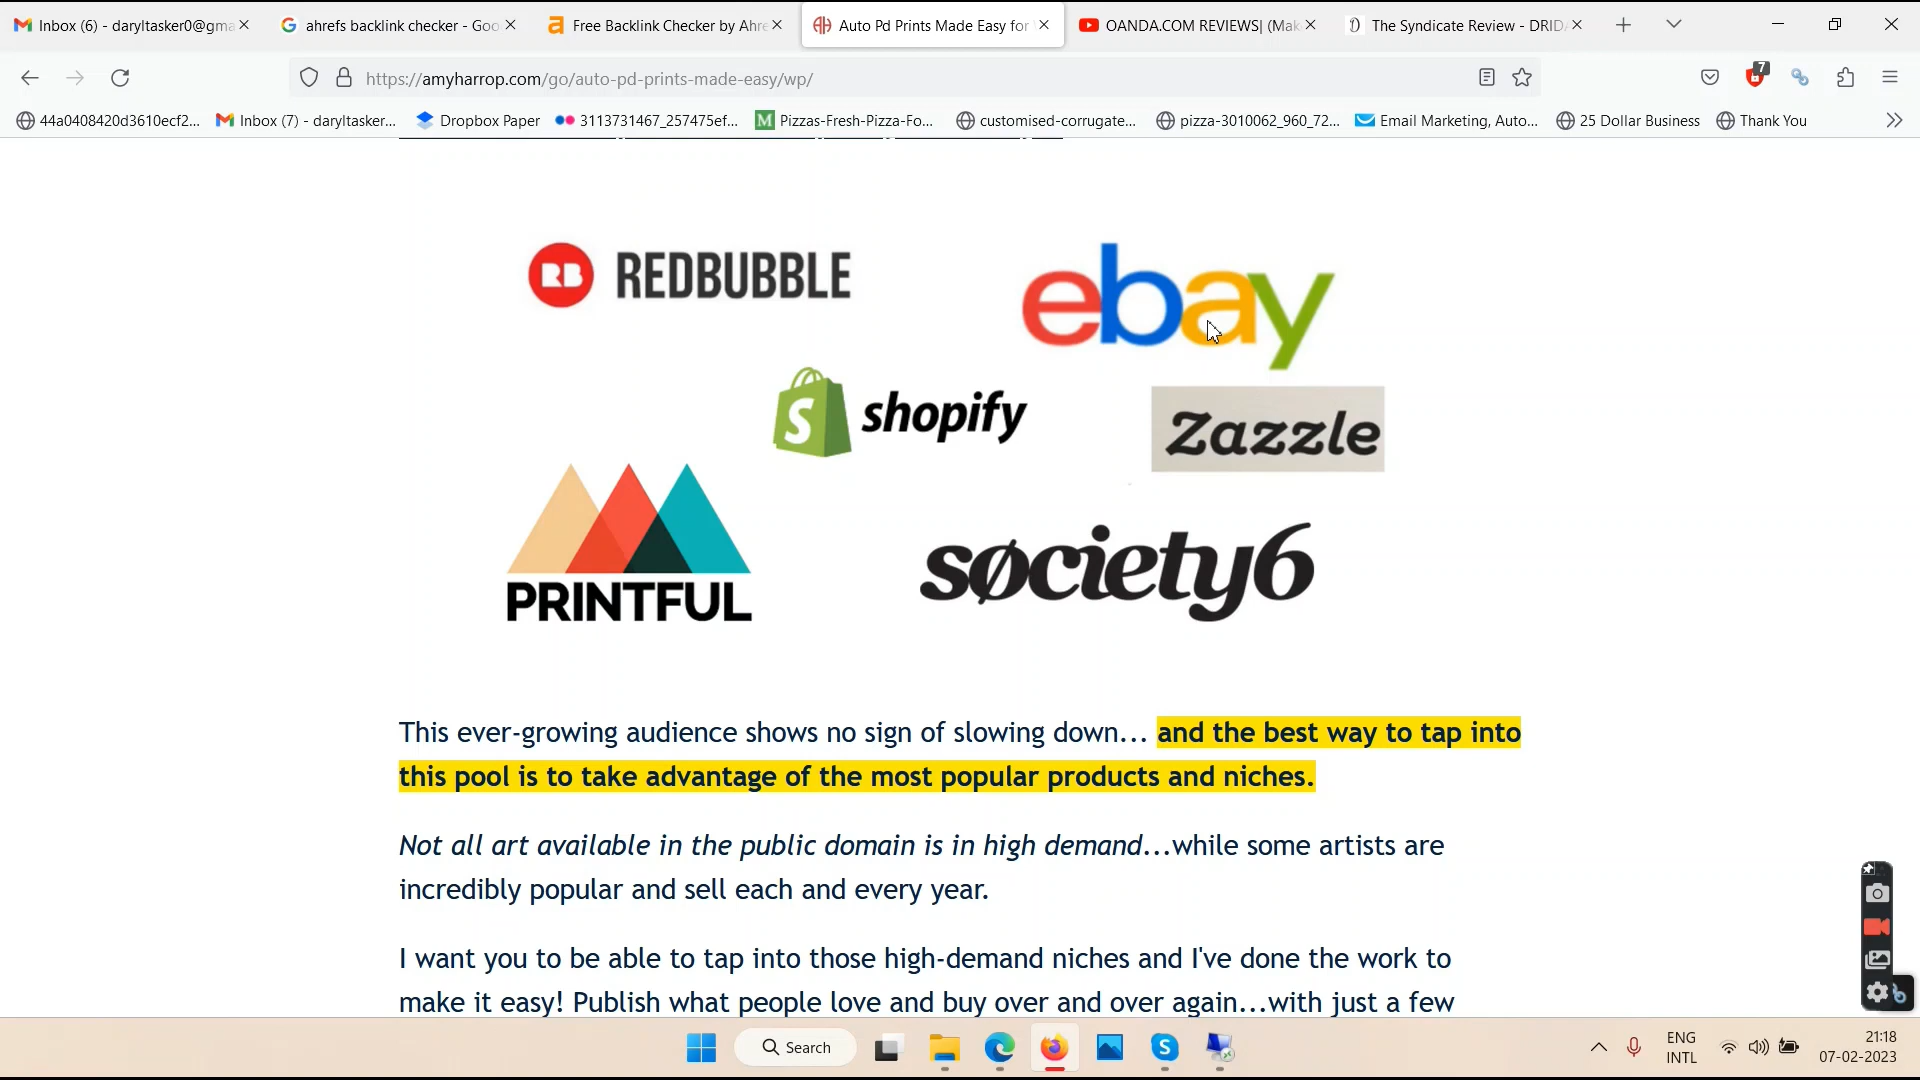 Inbox (6) - daryltasker0@gma
ahrefs backlink checker - Goo
Free Backlink Checker by Ahre
Auto Pd Prints Made Easy for
OANDA.COM REVIEWS| (Mak
The Syndicate Review - DRIDA
https://amyharrop.com/go/auto-pd-prints-made-easy/wp/
7
44a0408420d3610ecf2...
Inbox (7) - daryltasker...
Dropbox Paper
3113731467_257475ef...
Pizzas-Fresh-Pizza-Fo...
customised-corrugate...
pizza-3010062_960_72...
Email Marketing, Auto...
25 Dollar Business
Thank You
RB REDBUBBLE
ebay
S shopify
Zazzle
PRINTFUL
søciety6
This ever-growing audience shows no sign of slowing down... and the best way to tap into
this pool is to take advantage of the most popular products and niches.
Not all art available in the public domain is in high demand...while some artists are
incredibly popular and sell each and every year.
I want you to be able to tap into those high-demand niches and I've done the work to
make it easy! Publish what people love and buy over and over again...with just a few
Search
ENG
INTL
21:18
07-02-2023